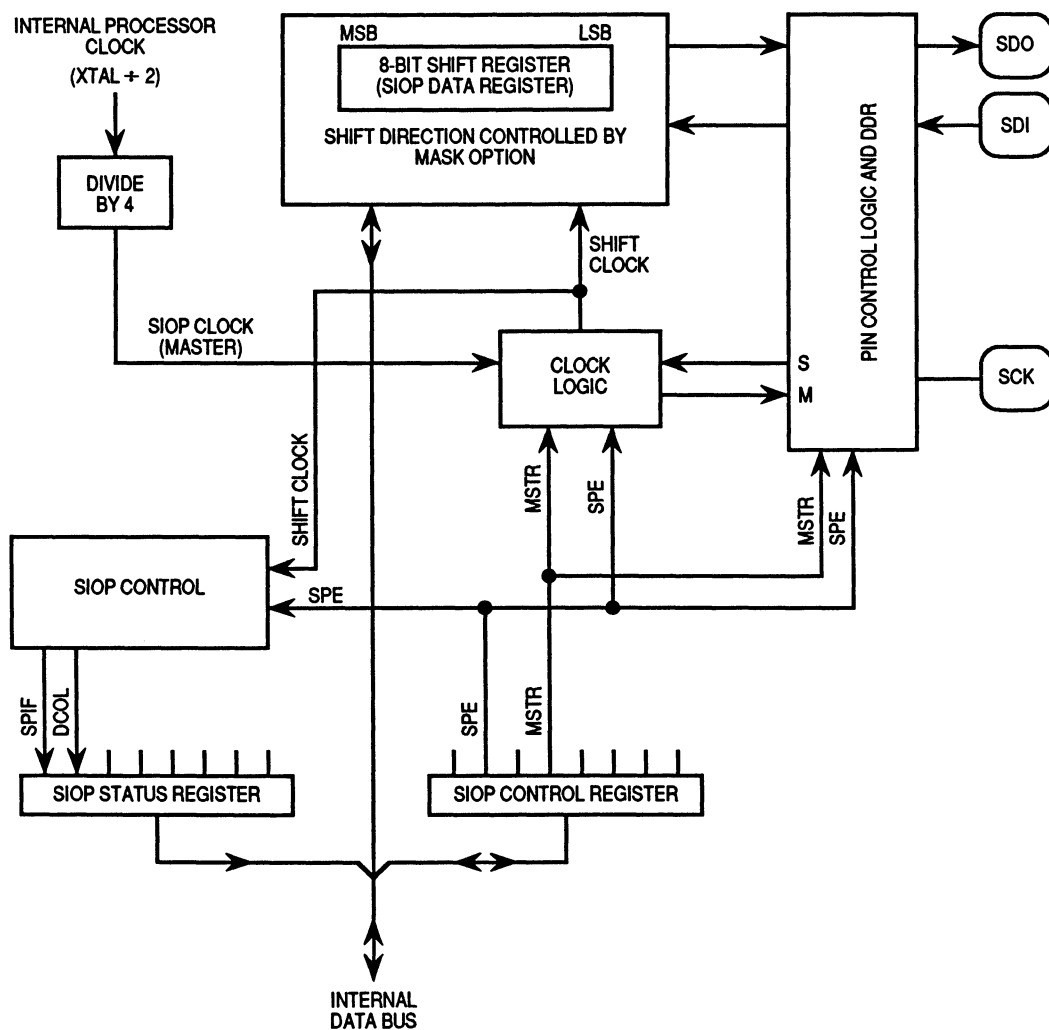 INTERNAL PROCESSOR
CLOCK
(XTAL ÷ 2)
DIVIDE
BY 4
MSB LSB
8-BIT SHIFT REGISTER
(SIOP DATA REGISTER)
SHIFT DIRECTION CONTROLLED BY
MASK OPTION
PIN CONTROL LOGIC AND DDR
SDO
SDI
SCK
SHIFT
CLOCK
SIOP CLOCK
(MASTER)
CLOCK
LOGIC
S
M
SHIFT CLOCK
MSTR
SPE
MSTR
SPE
SIOP CONTROL
SPE
SPIF
DCOL
SPE
MSTR
SIOP STATUS REGISTER
SIOP CONTROL REGISTER
INTERNAL
DATA BUS